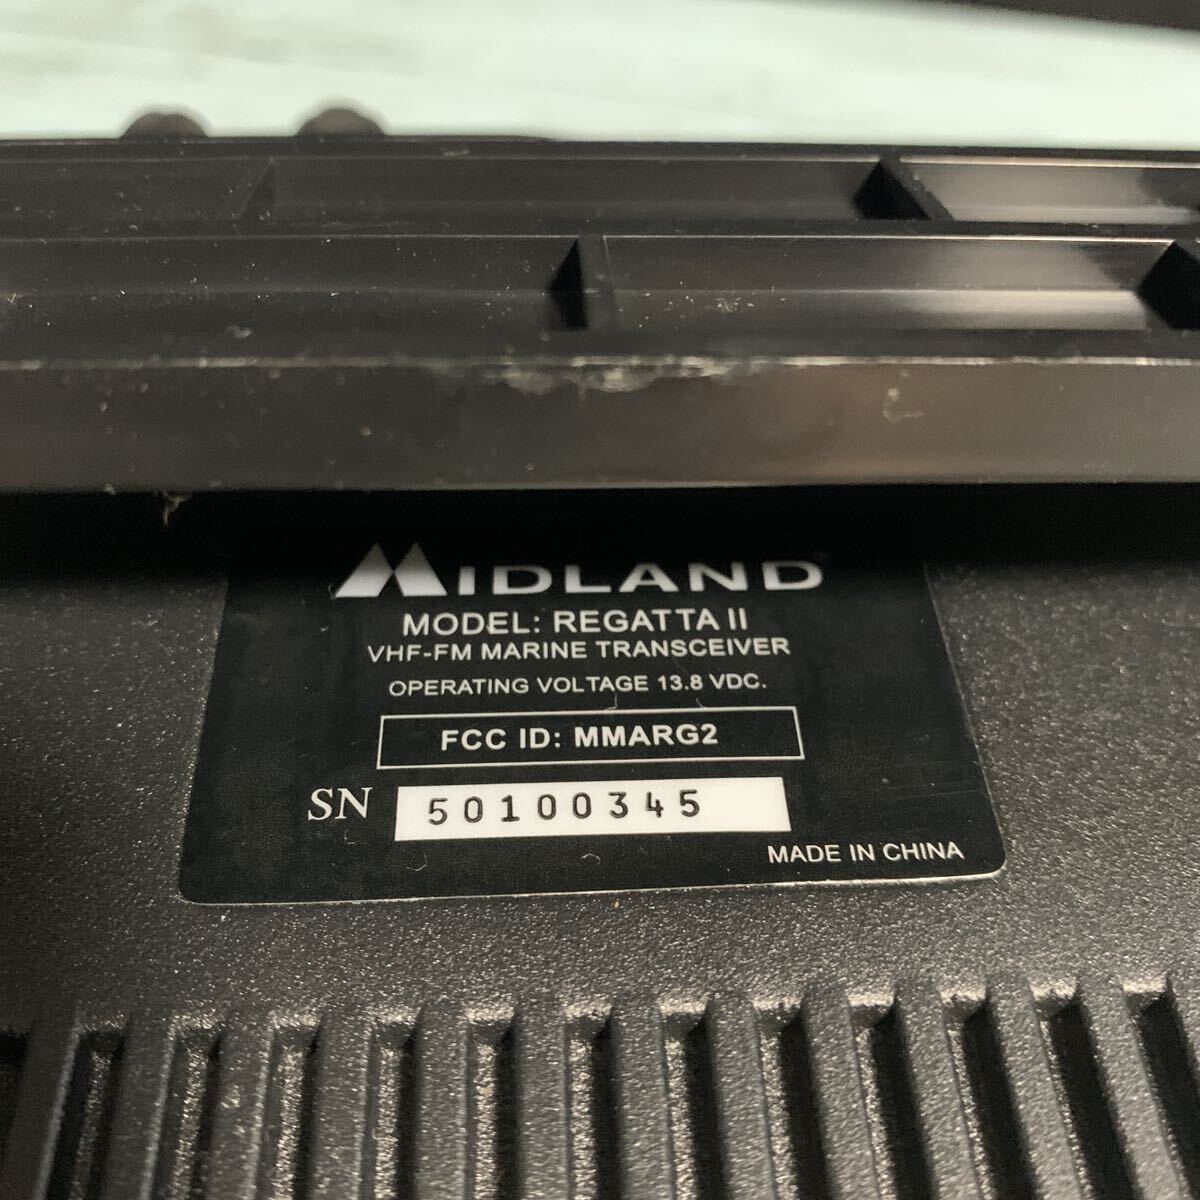 MIDLAND®
MODEL: REGATTA II
VHF-FM MARINE TRANSCEIVER
OPERATING VOLTAGE 13.8 VDC.
FCC ID: MMARG2
SN 50100345
MADE IN CHINA